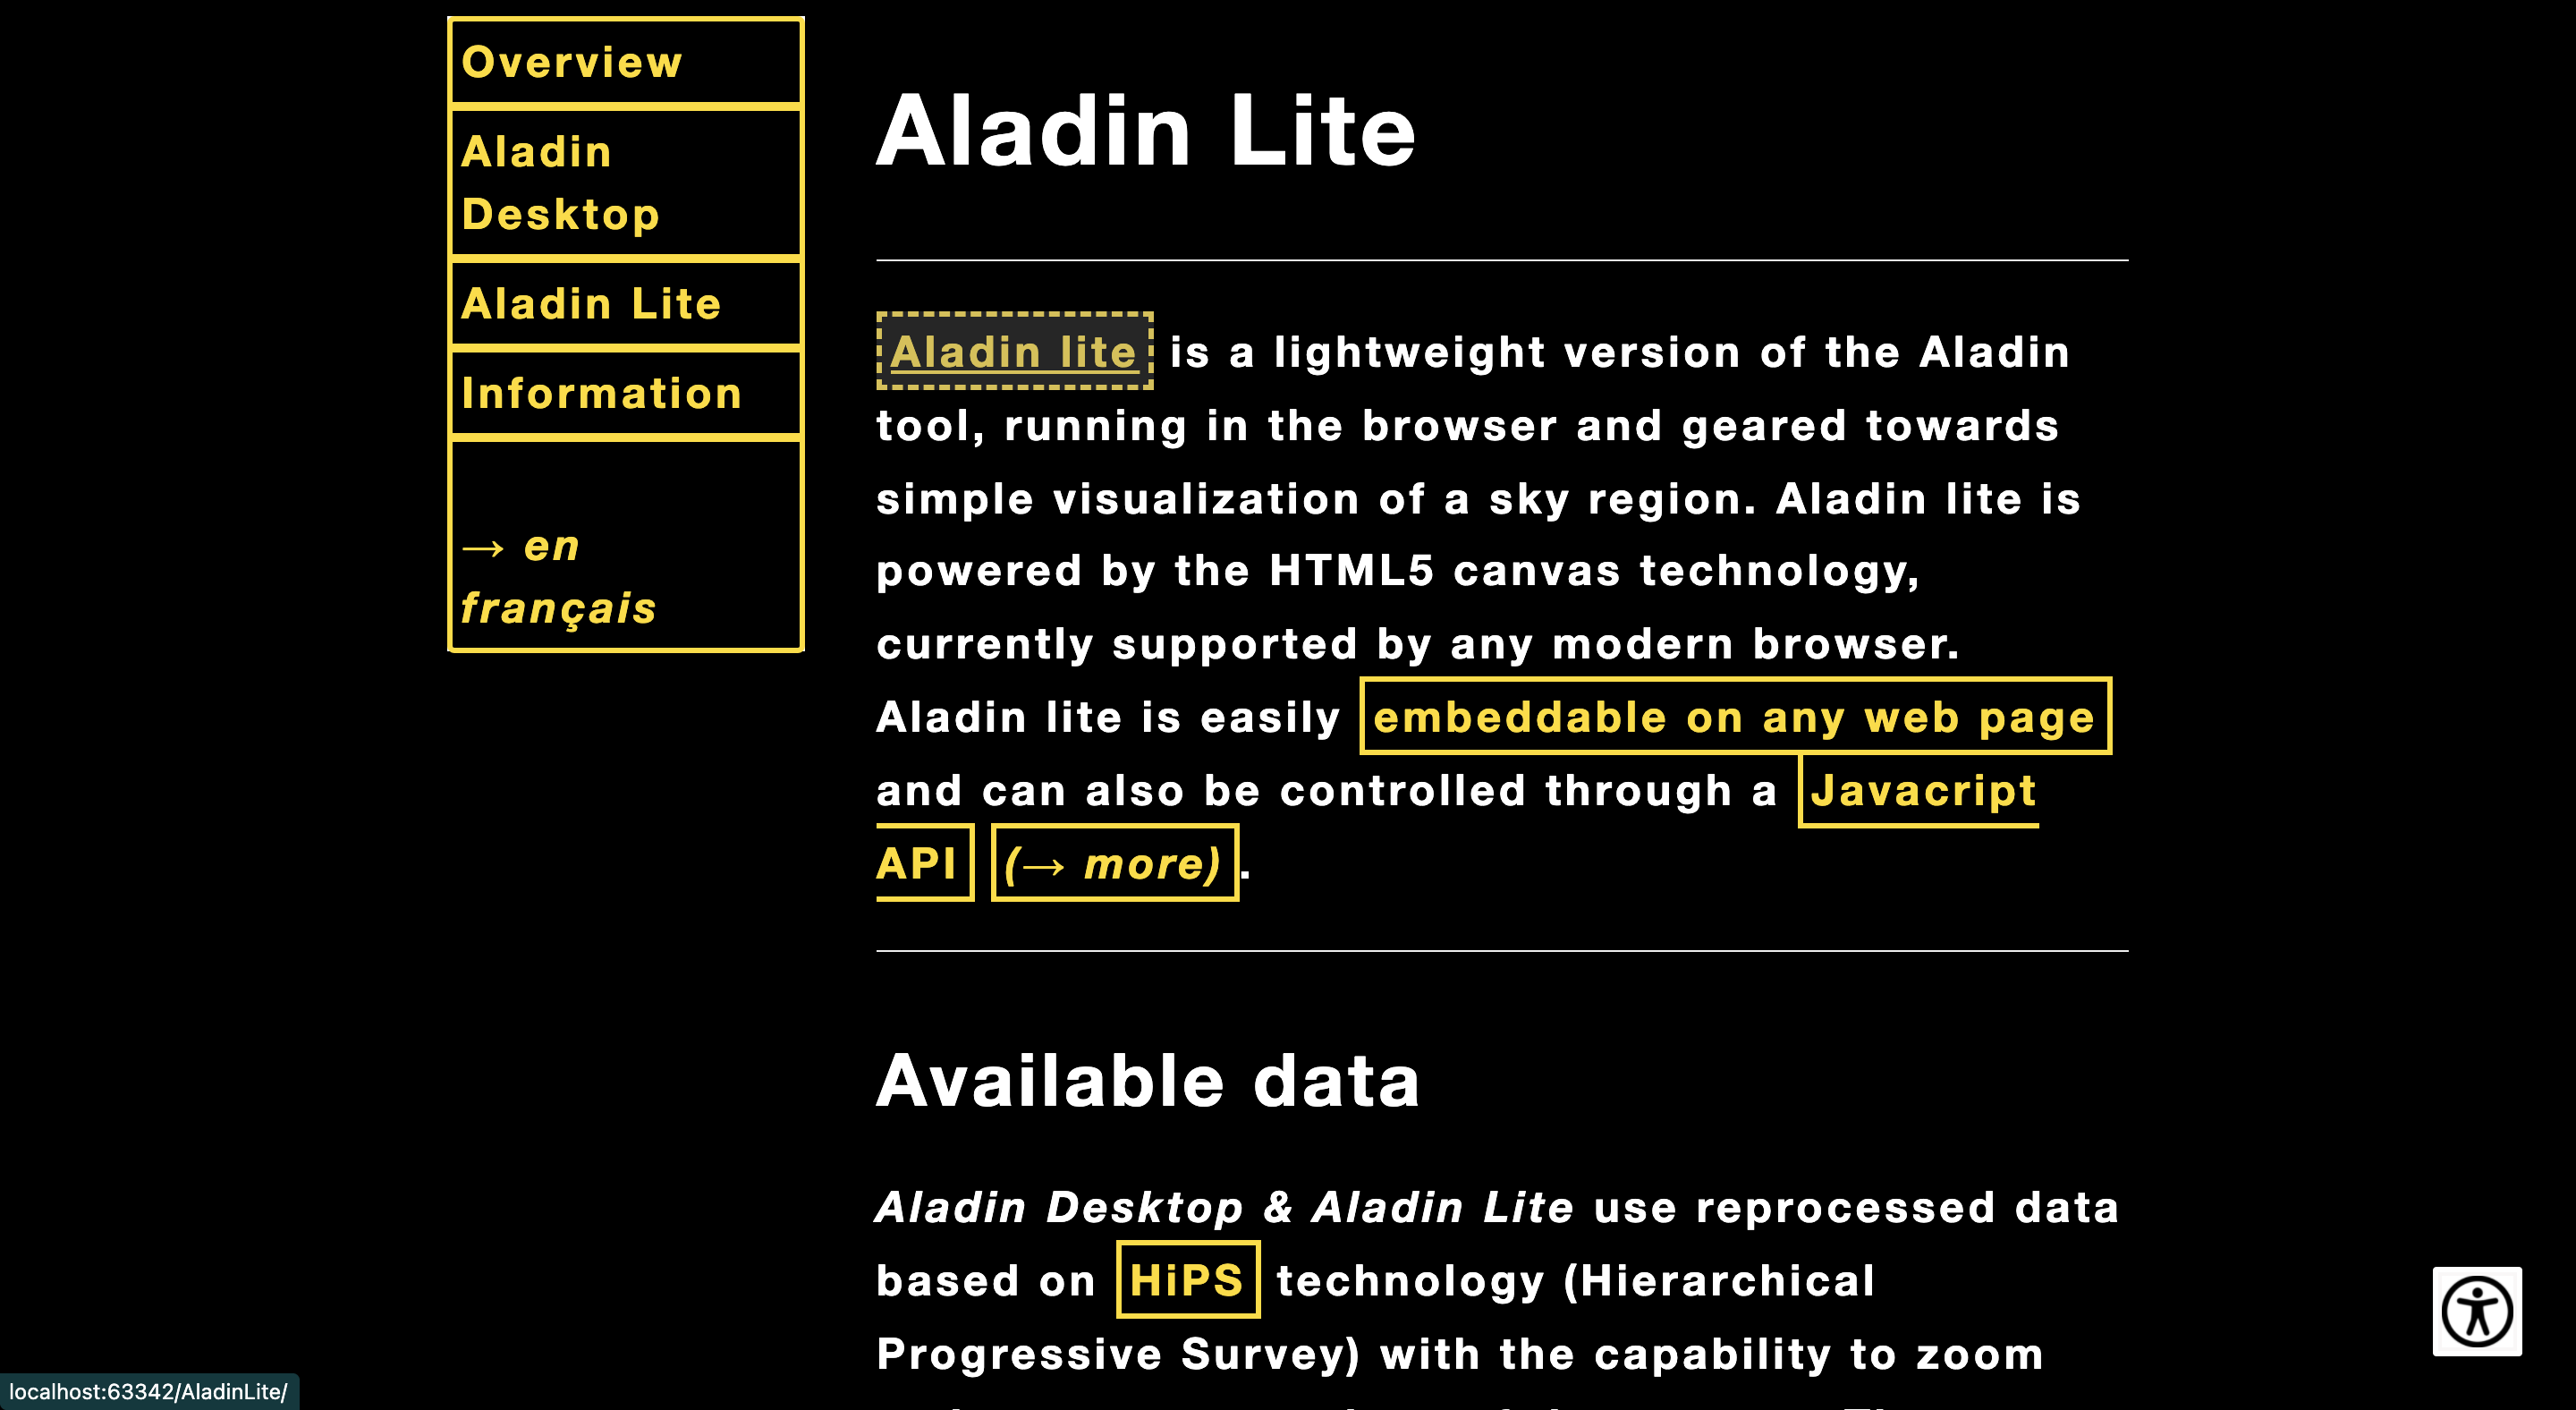 Overview
Aladin
Desktop
Aladin Lite
Information
→ en
français
Aladin Lite
Aladin lite is a lightweight version of the Aladin
tool, running in the browser and geared towards
simple visualization of a sky region. Aladin lite is
powered by the HTML5 canvas technology,
currently supported by any modern browser.
Aladin lite is easily embeddable on any web page
and can also be controlled through a Javacript
API (→ more).
Available data
Aladin Desktop & Aladin Lite use reprocessed data
based on HiPS technology (Hierarchical
Progressive Survey) with the capability to zoom
localhost:63342/AladinLite/